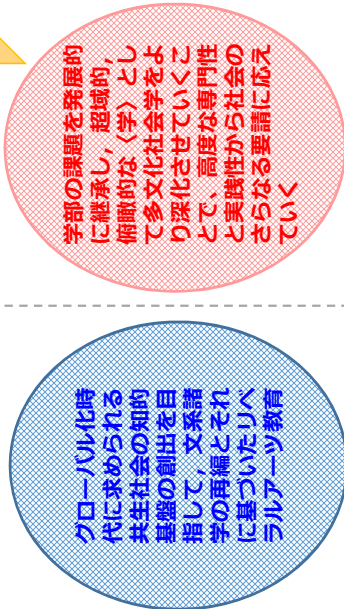 学部の課題を発展的
に継承し，超域的，
俯瞰的な〈学〉とし
て多文化社会学をよ
り深化させていくこ
とで、高度な専門性
と実践性から社会の
さらなる要請に応え
ていく
グローバル化時
代に求められる
共生社会の知的
基盤の創出を目
指して，文系諸
学の再編とそれ
に基づいたリベ
ラルアーツ教育